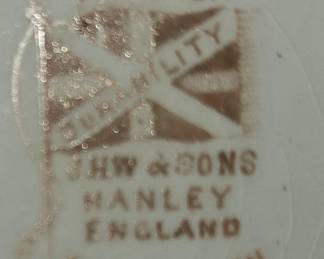 DURABILITY
J.H.W & SONS
HANLEY
ENGLAND